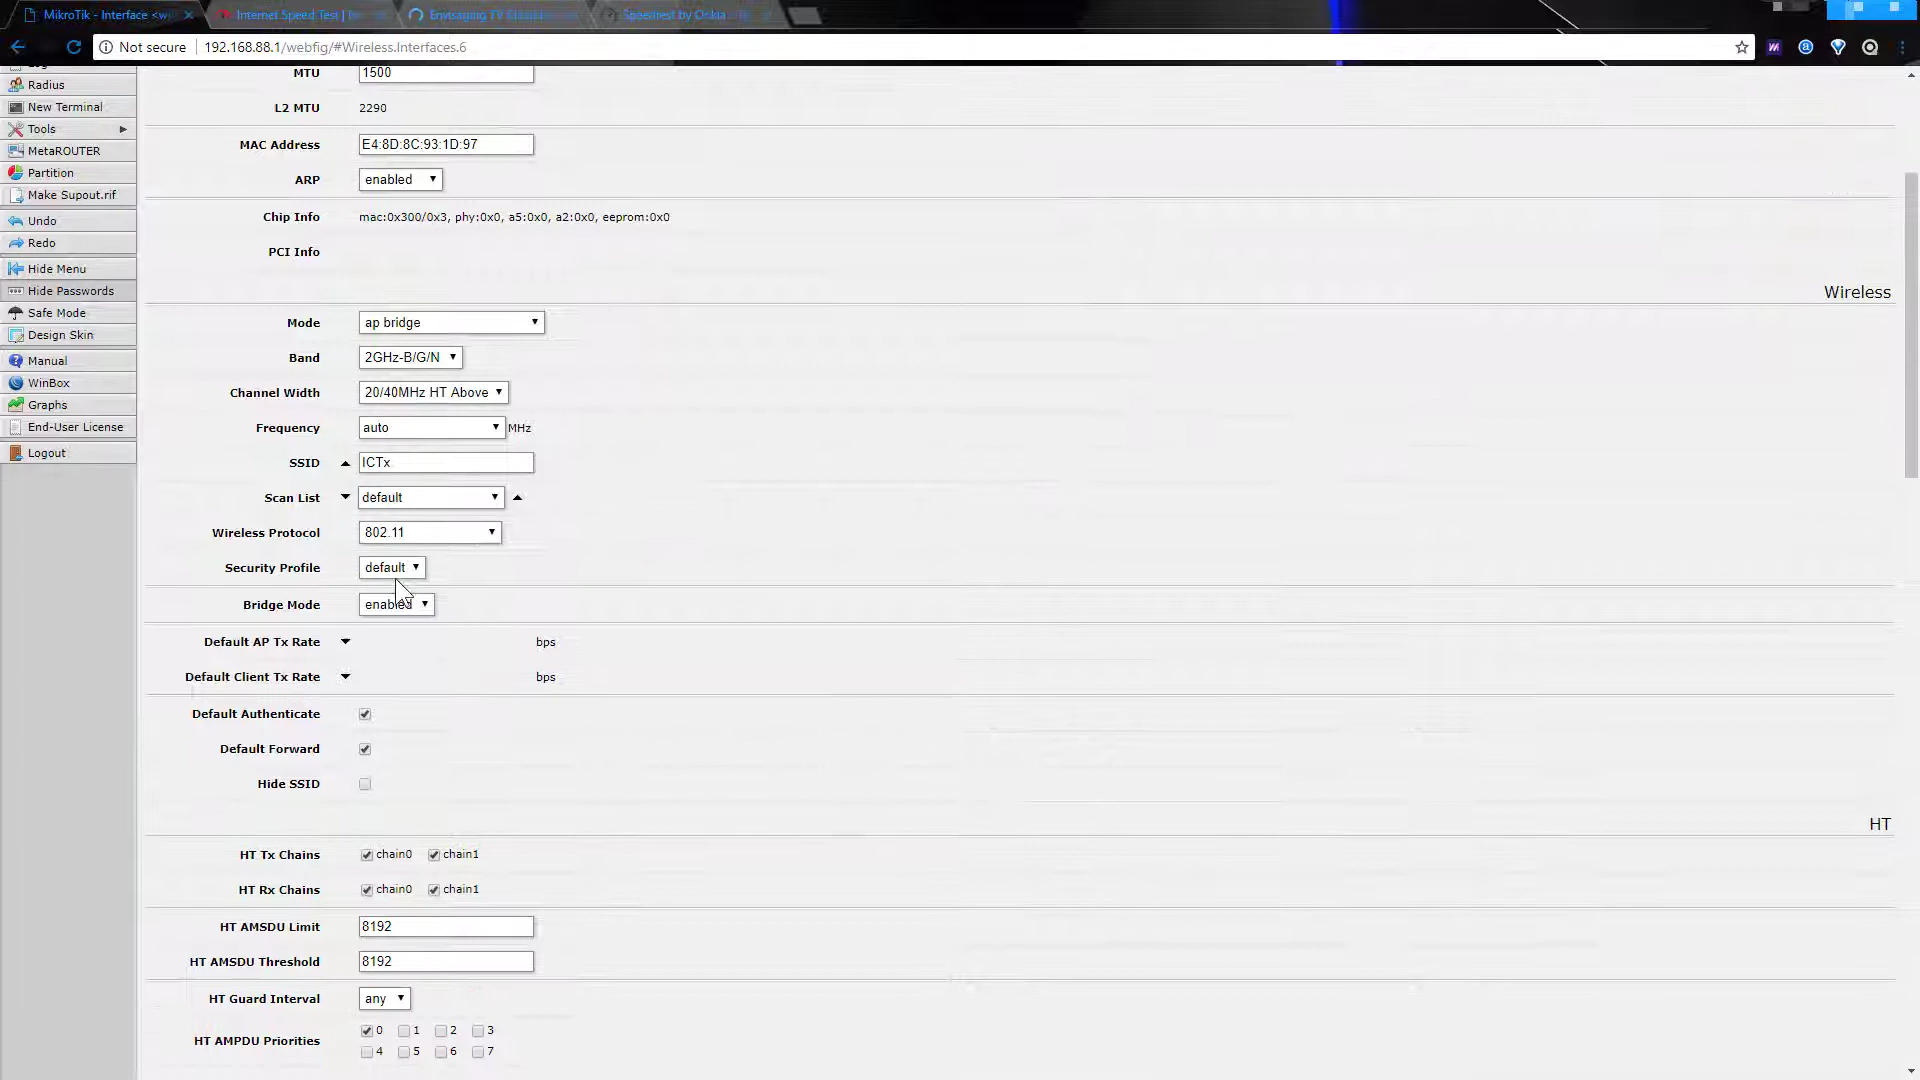 MikroTik - Interface <w
Internet Speed Test |
Speedtest by Ookla
Not secure 192.168.88.1/webfig/#Wireless.Interfaces.6
Radius
New Terminal
Tools
MetaROUTER
Partition
Make Supout.rif
Undo
Redo
Hide Menu
Hide Passwords
Safe Mode
Design Skin
Manual
WinBox
Graphs
End-User License
Logout
MTU 1500
L2 MTU 2290
MAC Address E4:8D:8C:93:1D:97
ARP enabled
Chip Info mac:0x300/0x3, phy:0x0, a5:0x0, a2:0x0, eeprom:0x0
PCI Info
Wireless
Mode ap bridge
Band 2GHz-B/G/N
Channel Width 20/40MHz HT Above
Frequency auto MHz
SSID ICTx
Scan List default
Wireless Protocol 802.11
Security Profile default
Bridge Mode enabled
Default AP Tx Rate bps
Default Client Tx Rate bps
Default Authenticate
Default Forward
Hide SSID
HT
HT Tx Chains chain0 chain1
HT Rx Chains chain0 chain1
HT AMSDU Limit 8192
HT AMSDU Threshold 8192
HT Guard Interval any
HT AMPDU Priorities 0 1 2 3
4 5 6 7